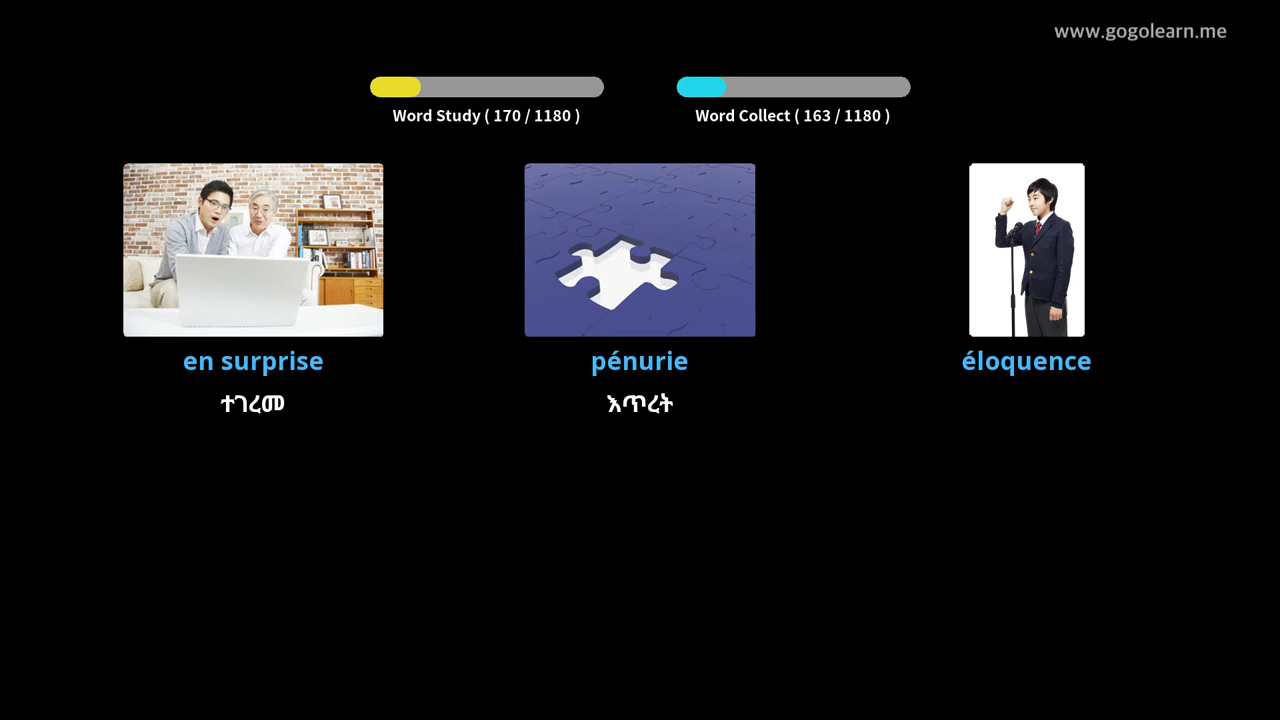 www.gogolearn.me
Word Study ( 170 / 1180 )
Word Collect ( 163 / 1180 )
en surprise
pénurie
éloquence
ተገረመ
እጥረት